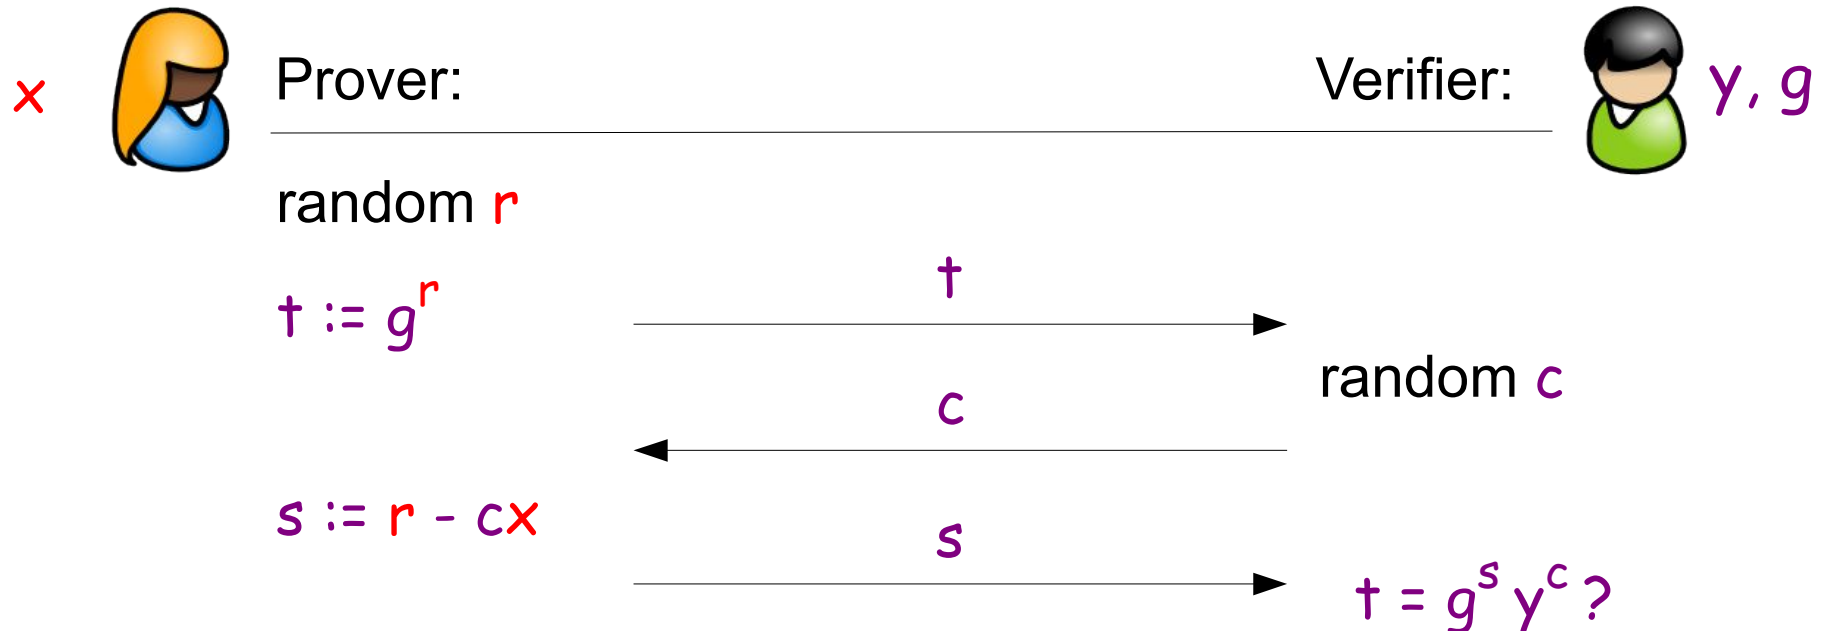 x Prover: Verifier: y, g
random r
t := g^r
t
random c
c
s := r - cx
s
t = g^s y^c ?